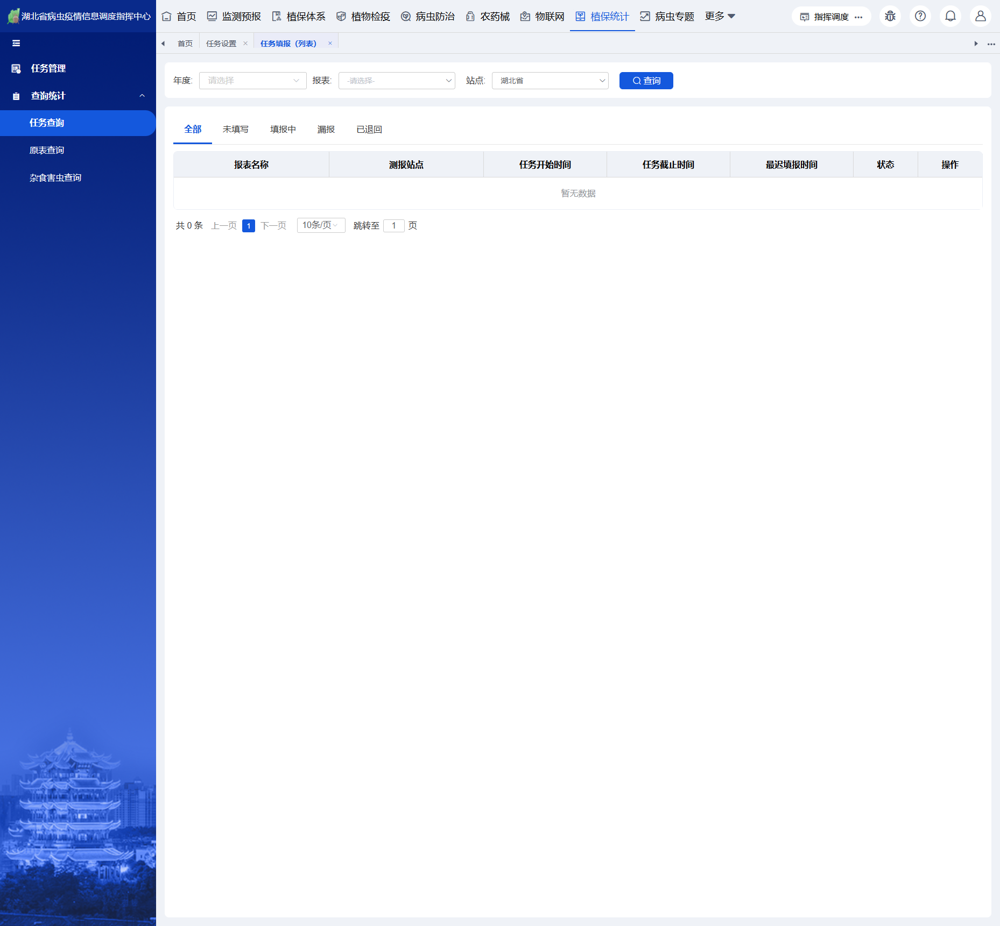 湖北省病虫疫情信息调度指挥中心
首页 监测预报 植保体系 植物检疫 病虫防治 农药械 物联网 植保统计 病虫专题 更多
指挥调度
首页 任务设置 任务填报（列表）
任务管理
查询统计
任务查询
原表查询
杂食害虫查询
年度: 请选择 报表: -请选择- 站点: 湖北省 查询
全部 未填写 填报中 漏报 已退回
报表名称 测报站点 任务开始时间 任务截止时间 最迟填报时间 状态 操作
暂无数据
共 0 条 上一页 1 下一页 10条/页 跳转至 1 页